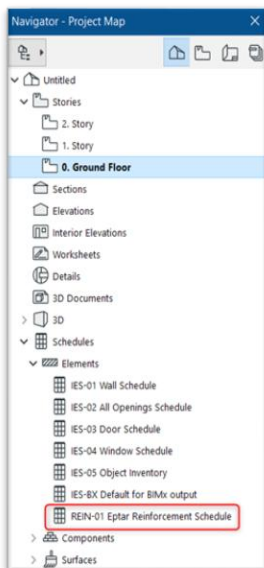 Navigator - Project Map
Untitled
Stories
2. Story
1. Story
0. Ground Floor
Sections
Elevations
Interior Elevations
Worksheets
Details
3D Documents
3D
Schedules
Elements
IES-01 Wall Schedule
IES-02 All Openings Schedule
IES-03 Door Schedule
IES-04 Window Schedule
IES-05 Object Inventory
IES-BX Default for BIMx output
REIN-01 Eptar Reinforcement Schedule
Components
Surfaces